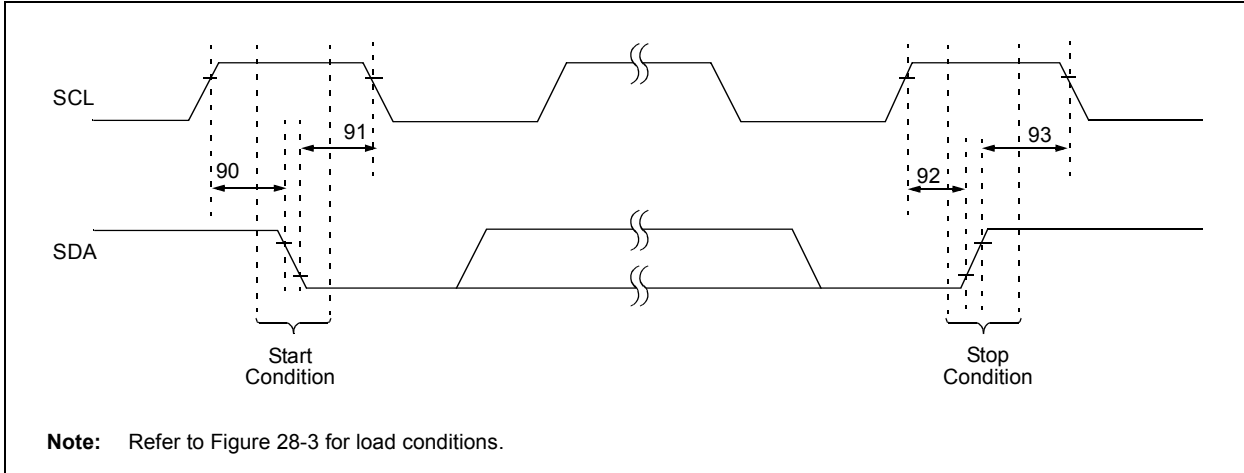 SCL
91
93
90
92
SDA
Start
Condition
Stop
Condition
Note: Refer to Figure 28-3 for load conditions.